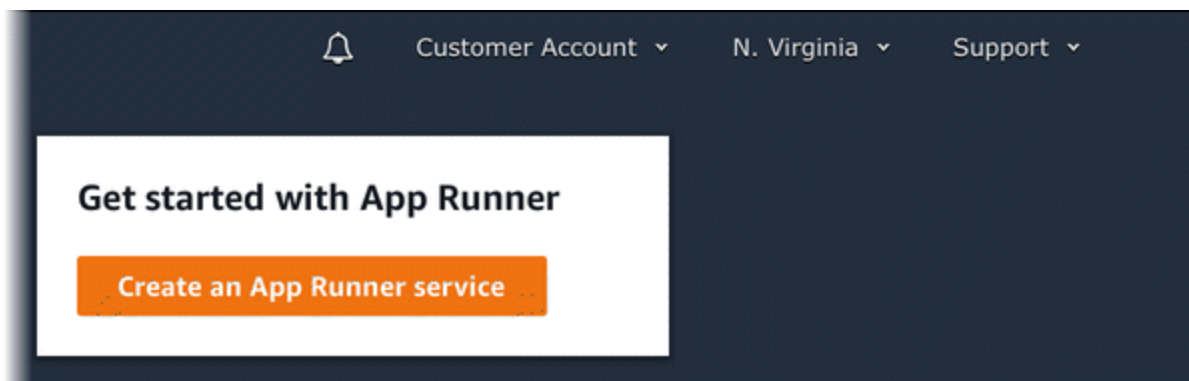 Customer Account N. Virginia Support
Get started with App Runner
Create an App Runner service